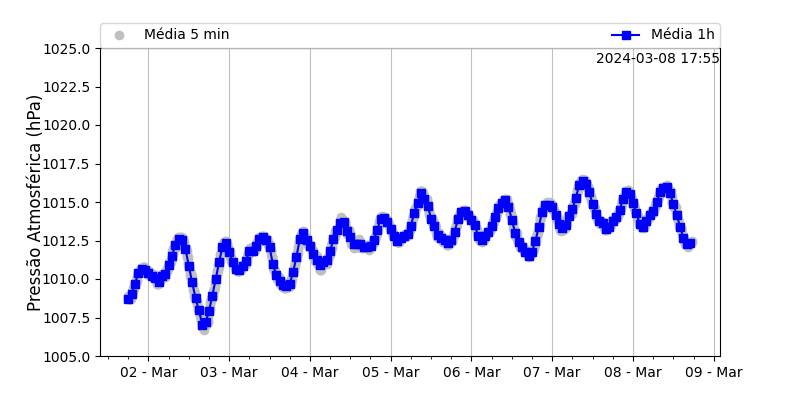 Média 5 min
Média 1h
2024-03-08 17:55
Pressão Atmosférica (hPa)
1025.0
1022.5
1020.0
1017.5
1015.0
1012.5
1010.0
1007.5
1005.0
02 - Mar
03 - Mar
04 - Mar
05 - Mar
06 - Mar
07 - Mar
08 - Mar
09 - Mar